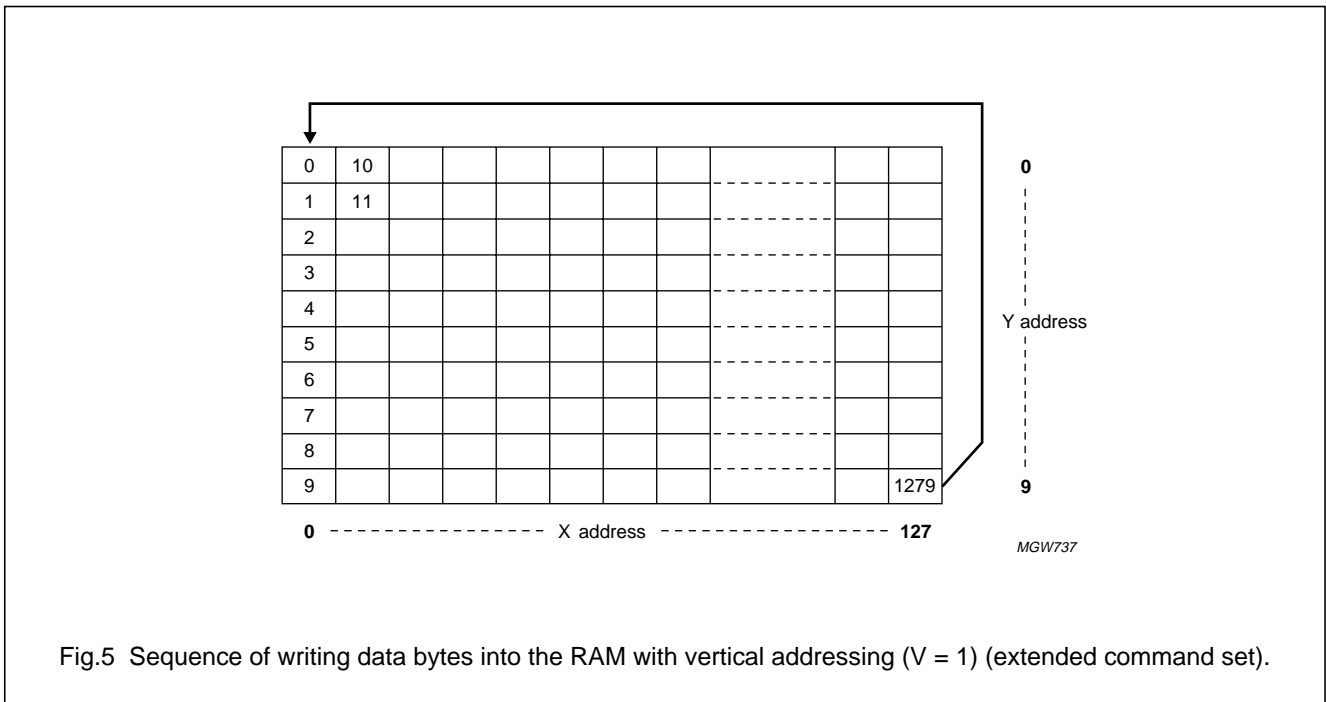 0 10 0
1 11
2
3
4
Y address
5
6
7
8
9 1279 9
0 X address 127
MGW737
Fig.5 Sequence of writing data bytes into the RAM with vertical addressing (V = 1) (extended command set).